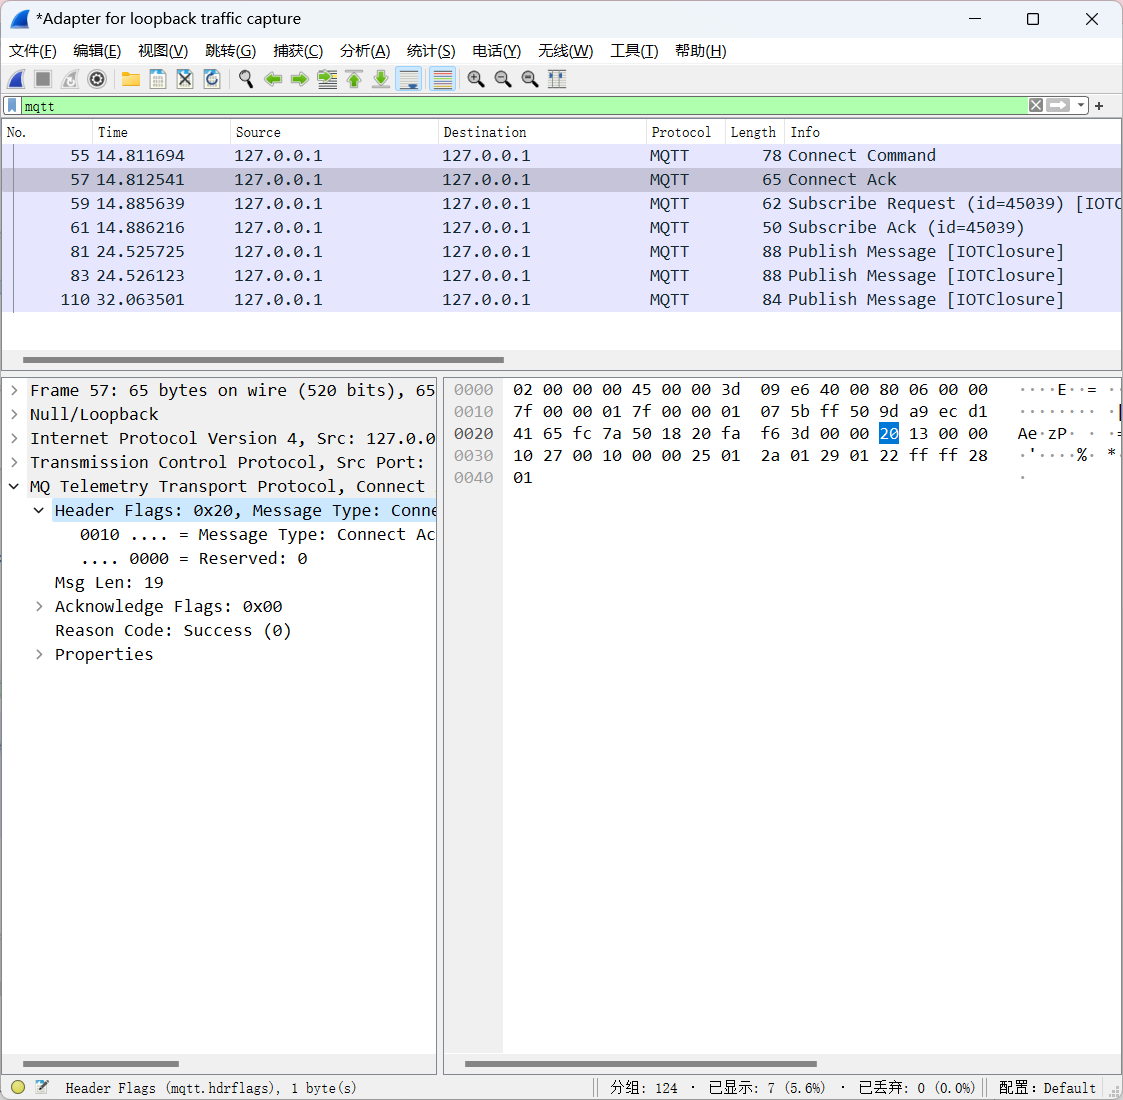 *Adapter for loopback traffic capture
文件(F) 编辑(E) 视图(V) 跳转(G) 捕获(C) 分析(A) 统计(S) 电话(Y) 无线(W) 工具(T) 帮助(H)
mqtt
No. Time Source Destination Protocol Length Info
55 14.811694 127.0.0.1 127.0.0.1 MQTT 78 Connect Command
57 14.812541 127.0.0.1 127.0.0.1 MQTT 65 Connect Ack
59 14.885639 127.0.0.1 127.0.0.1 MQTT 62 Subscribe Request (id=45039) [IOTC
61 14.886216 127.0.0.1 127.0.0.1 MQTT 50 Subscribe Ack (id=45039)
81 24.525725 127.0.0.1 127.0.0.1 MQTT 88 Publish Message [IOTClosure]
83 24.526123 127.0.0.1 127.0.0.1 MQTT 88 Publish Message [IOTClosure]
110 32.063501 127.0.0.1 127.0.0.1 MQTT 84 Publish Message [IOTClosure]
Frame 57: 65 bytes on wire (520 bits), 65
Null/Loopback
Internet Protocol Version 4, Src: 127.0.0
Transmission Control Protocol, Src Port:
MQ Telemetry Transport Protocol, Connect
Header Flags: 0x20, Message Type: Conne
0010 .... = Message Type: Connect Ac
.... 0000 = Reserved: 0
Msg Len: 19
Acknowledge Flags: 0x00
Reason Code: Success (0)
Properties
0000 02 00 00 00 45 00 00 3d 09 e6 40 00 80 06 00 00 ····E··= ·
0010 7f 00 00 01 7f 00 00 01 07 5b ff 50 9d a9 ec d1 ········ ·[
0020 41 65 fc 7a 50 18 20 fa f6 3d 00 00 20 13 00 00 Ae·zP· · ·=
0030 10 27 00 10 00 00 25 01 2a 01 29 01 22 ff ff 28 ·'····%· *·
0040 01 ·
Header Flags (mqtt.hdrflags), 1 byte(s) 分组: 124 · 已显示: 7 (5.6%) · 已丢弃: 0 (0.0%) 配置: Default